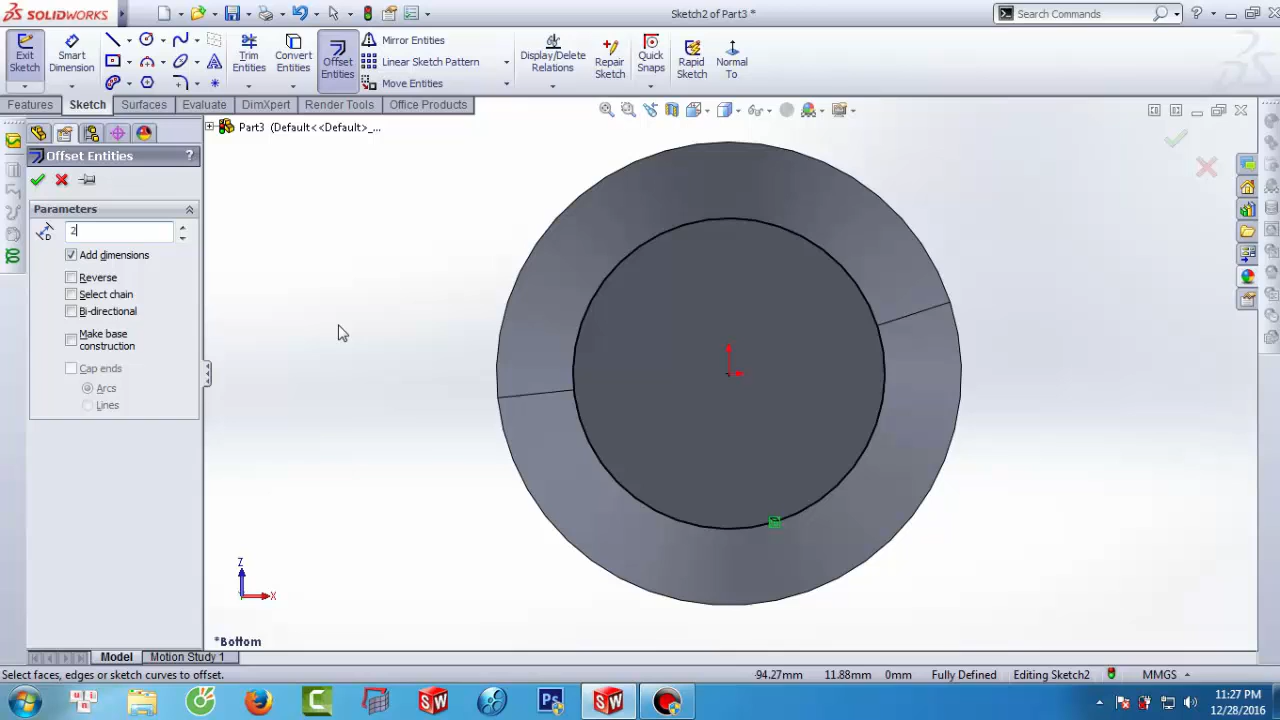 SOLIDWORKS
Sketch2 of Part3 *
Search Commands
Exit Sketch
Smart Dimension
Trim Entities
Convert Entities
Offset Entities
Mirror Entities
Linear Sketch Pattern
Move Entities
Display/Delete Relations
Repair Sketch
Quick Snaps
Rapid Sketch
Normal To
Features
Sketch
Surfaces
Evaluate
DimXpert
Render Tools
Office Products
Part3 (Default<<Default>_...
Offset Entities
?
Parameters
2
Add dimensions
Reverse
Select chain
Bi-directional
Make base
construction
Cap ends
Arcs
Lines
Z
X
*Bottom
Model
Motion Study 1
Select faces, edges or sketch curves to offset.
-94.27mm
11.88mm
0mm
Fully Defined
Editing Sketch2
MMGS
11:27 PM
12/28/2016